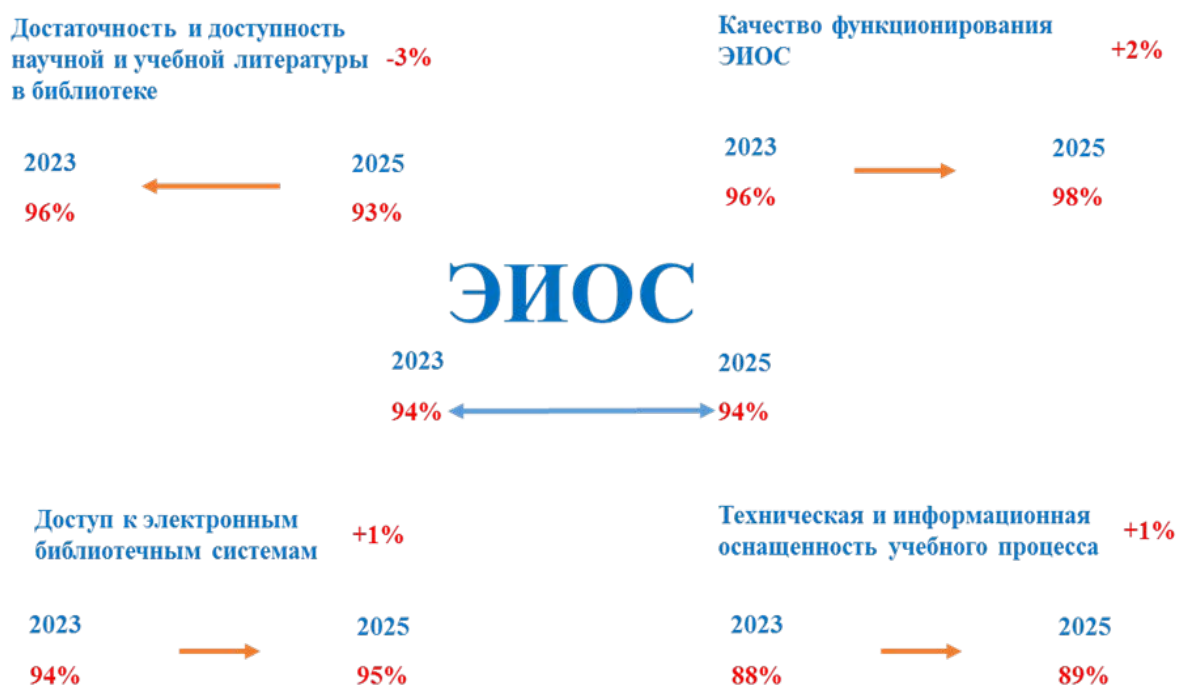 Достаточность и доступность
научной и учебной литературы -3%
в библиотеке
2023 2025
96% 93%
Качество функционирования
ЭИОС +2%
2023 2025
96% 98%
ЭИОС
2023 2025
94% 94%
Доступ к электронным
библиотечным системам +1%
2023 2025
94% 95%
Техническая и информационная
оснащенность учебного процесса +1%
2023 2025
88% 89%